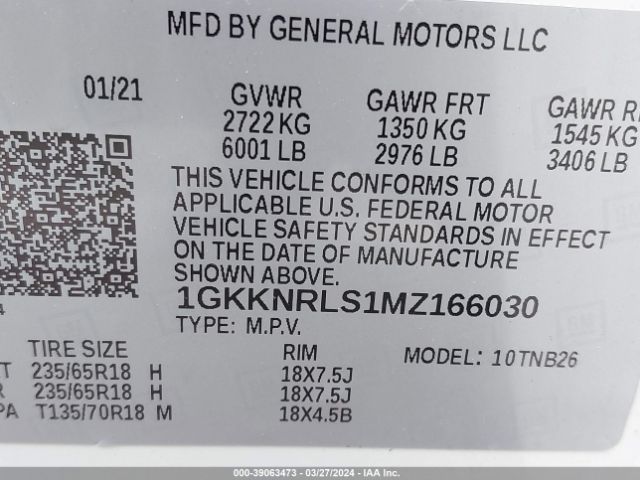 MFD BY GENERAL MOTORS LLC
01/21 GVWR GAWR FRT GAWR
2722 KG 1350 KG 1545 KG
6001 LB 2976 LB 3406 LB
THIS VEHICLE CONFORMS TO ALL
APPLICABLE U.S. FEDERAL MOTOR
VEHICLE SAFETY STANDARDS IN EFFECT
ON THE DATE OF MANUFACTURE
SHOWN ABOVE.
1GKKNRLS1MZ166030
TYPE: M.P.V.
TIRE SIZE RIM MODEL: 10TNB26
235/65R18 H 18X7.5J
235/65R18 H 18X7.5J
T135/70R18 M 18X4.5B
© STOCK #: 39063473 - 03/27/2024 - IAA Inc.